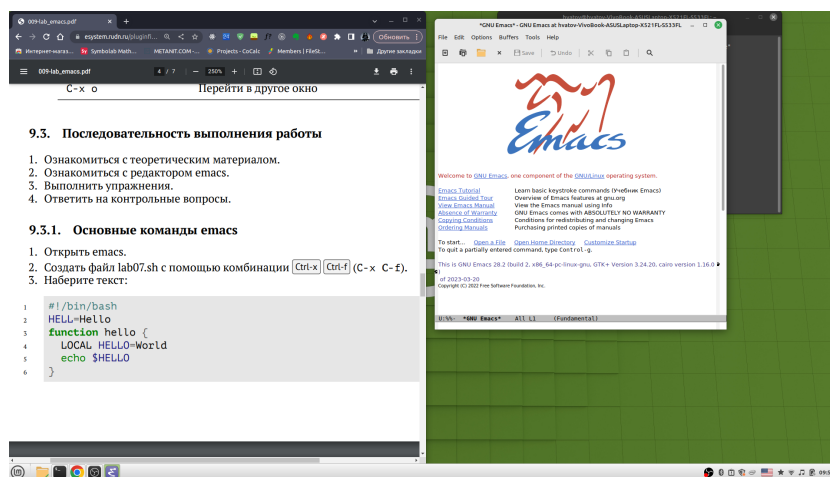 009-lab_emacs.pdf
esystem.rudn.ru/pluginfi...
Обновить
Интернет-магаз...
Symbolab Math...
METANIT.COM -...
Projects - CoCalc
Members | FileSt...
Другие закладки
009-lab_emacs.pdf
4 / 7
250%
C-x o Перейти в другое окно
9.3. Последовательность выполнения работы
1. Ознакомиться с теоретическим материалом.
2. Ознакомиться с редактором emacs.
3. Выполнить упражнения.
4. Ответить на контрольные вопросы.
9.3.1. Основные команды emacs
1. Открыть emacs.
2. Создать файл lab07.sh с помощью комбинации Ctrl-x Ctrl-f (C-x C-f).
3. Наберите текст:
1 #!/bin/bash
2 HELL=Hello
3 function hello {
4 LOCAL HELLO=World
5 echo $HELLO
6 }
*GNU Emacs* - GNU Emacs at hvatov-VivoBook-ASUSLaptop-X521FL-S533FL
File Edit Options Buffers Tools Help
Save Undo
Emacs
Welcome to GNU Emacs, one component of the GNU/Linux operating system.
Emacs Tutorial Learn basic keystroke commands (Учебник Emacs)
Emacs Guided Tour Overview of Emacs features at gnu.org
View Emacs Manual View the Emacs manual using Info
Absence of Warranty GNU Emacs comes with ABSOLUTELY NO WARRANTY
Copying Conditions Conditions for redistributing and changing Emacs
Ordering Manuals Purchasing printed copies of manuals
To start... Open a File Open Home Directory Customize Startup
To quit a partially entered command, type Control-g.
This is GNU Emacs 28.2 (build 2, x86_64-pc-linux-gnu, GTK+ Version 3.24.20, cairo version 1.16.0
)
of 2023-03-20
Copyright (C) 2022 Free Software Foundation, Inc.
U:%%- *GNU Emacs* All L1 (Fundamental)